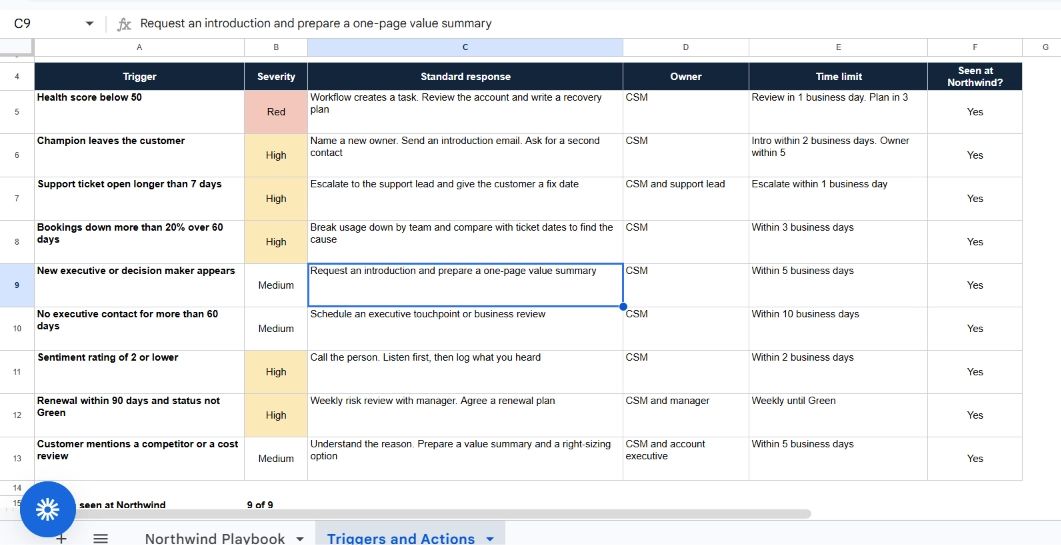 C9 fx Request an introduction and prepare a one-page value summary
A B C D E F G
4 Trigger Severity Standard response Owner Time limit Seen at
Northwind?
5 Health score below 50 Red Workflow creates a task. Review the account and write a recovery
plan CSM Review in 1 business day. Plan in 3 Yes
6 Champion leaves the customer High Name a new owner. Send an introduction email. Ask for a second
contact CSM Intro within 2 business days. Owner
within 5 Yes
7 Support ticket open longer than 7 days High Escalate to the support lead and give the customer a fix date CSM and support lead Escalate within 1 business day Yes
8 Bookings down more than 20% over 60
days High Break usage down by team and compare with ticket dates to find the
cause CSM Within 3 business days Yes
9 New executive or decision maker appears Medium Request an introduction and prepare a one-page value summary CSM Within 5 business days Yes
10 No executive contact for more than 60
days Medium Schedule an executive touchpoint or business review CSM Within 10 business days Yes
11 Sentiment rating of 2 or lower High Call the person. Listen first, then log what you heard CSM Within 2 business days Yes
12 Renewal within 90 days and status not
Green High Weekly risk review with manager. Agree a renewal plan CSM and manager Weekly until Green Yes
13 Customer mentions a competitor or a cost
review Medium Understand the reason. Prepare a value summary and a right-sizing
option CSM and account
executive Within 5 business days Yes
14
15 seen at Northwind 9 of 9
Northwind Playbook Triggers and Actions